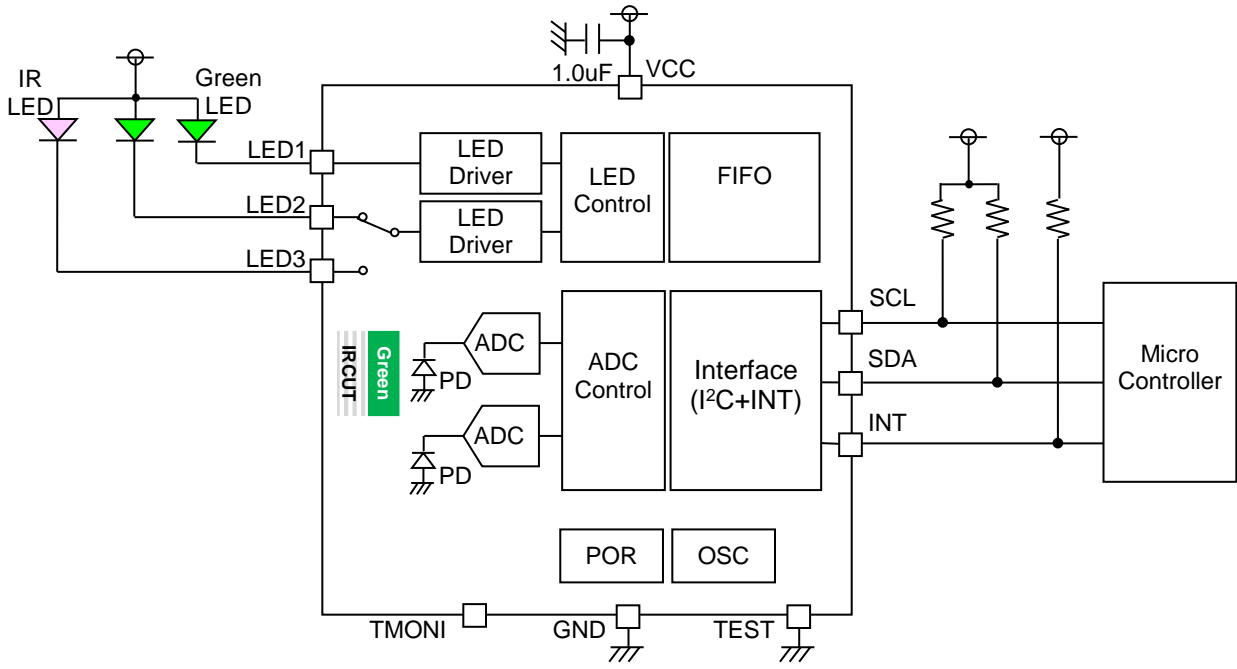 1.0uF
VCC
IR
LED
Green
LED
LED1
LED2
LED3
LED
Driver
LED
Driver
LED
Control
FIFO
IRCUT
Green
ADC
PD
ADC
PD
ADC
Control
Interface
(I²C+INT)
SCL
SDA
INT
Micro
Controller
POR
OSC
TMONI
GND
TEST